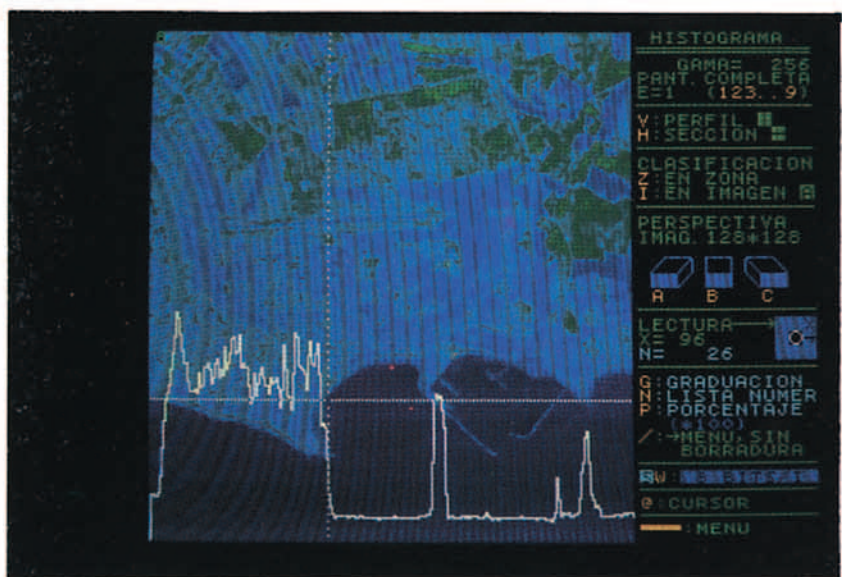 HISTOGRAMA
GAMA= 256
PANT. COMPLETA
E=1 (123..9)
V:PERFIL
H:SECCION
CLASIFICACION
Z:EN ZONA
I:EN IMAGEN
PERSPECTIVA
IMAG. 128*128
A B C
LECTURA→
X= 96
N= 26
G:GRADUACION
N:LISTA NUMER
P:PORCENTAJE
(*100)
/:→MENU, SIN
BORRADURA
SW:
@:CURSOR
:MENU